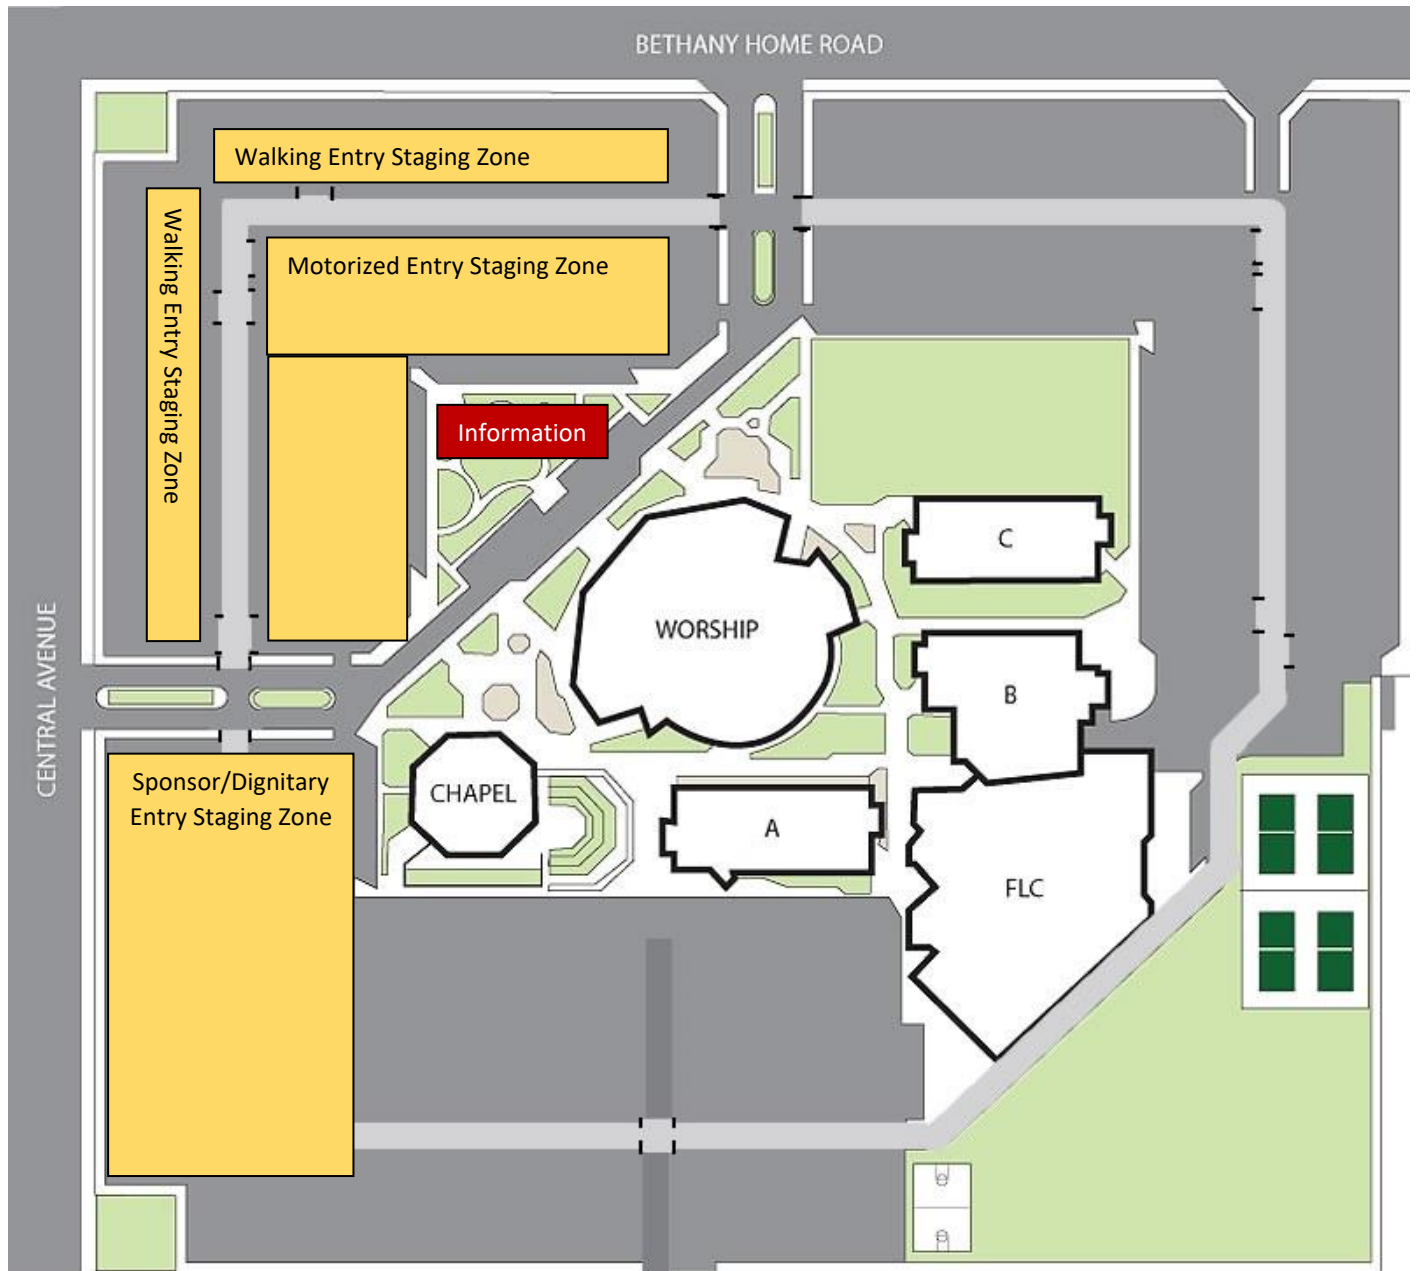 BETHANY HOME ROAD
Walking Entry Staging Zone
Walking Entry Staging Zone
Motorized Entry Staging Zone
Information
C
WORSHIP
B
CENTRAL AVENUE
Sponsor/Dignitary
Entry Staging Zone
CHAPEL
A
FLC